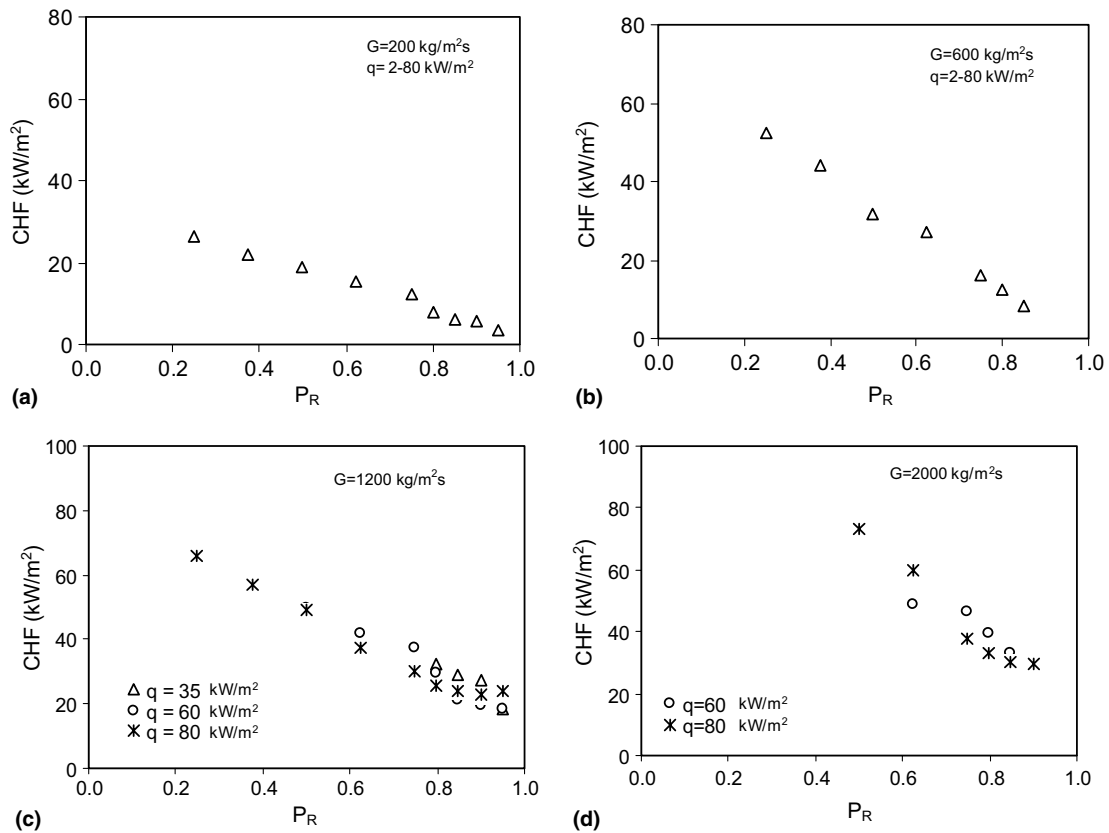 80
G=200 kg/m²s
q= 2-80 kW/m²
60
40
20
0
CHF (kW/m²)
0.0 0.2 0.4 0.6 0.8 1.0
(a)
P_R
80
G=600 kg/m²s
q=2-80 kW/m²
60
40
20
0
CHF (kW/m²)
0.0 0.2 0.4 0.6 0.8 1.0
(b)
P_R
100
G=1200 kg/m²s
80
60
40
20
0
CHF (kW/m²)
q = 35 kW/m²
q = 60 kW/m²
q = 80 kW/m²
0.0 0.2 0.4 0.6 0.8 1.0
(c)
P_R
100
G=2000 kg/m²s
80
60
40
20
0
CHF (kW/m²)
q=60 kW/m²
q=80 kW/m²
0.0 0.2 0.4 0.6 0.8 1.0
(d)
P_R